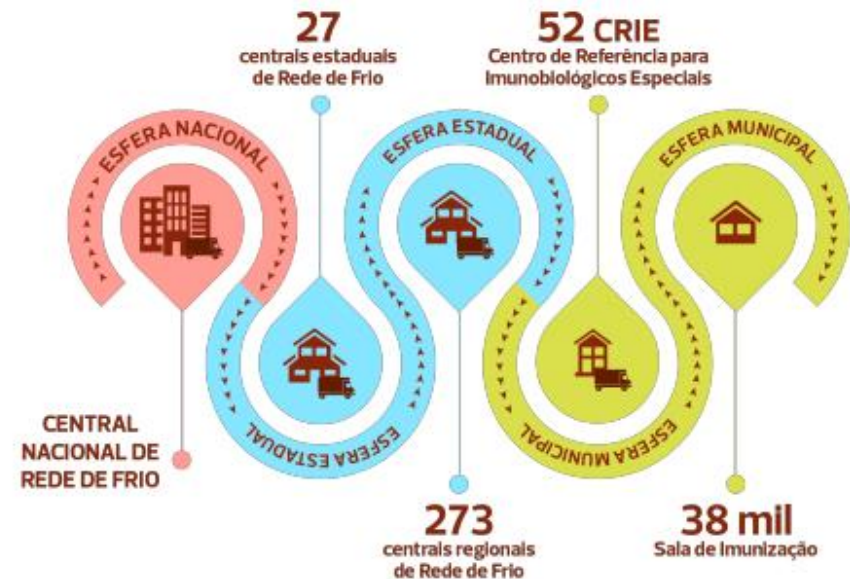 27
centrais estaduais
de Rede de Frio
52 CRIE
Centro de Referência para
Imunobiológicos Especiais
ESFERA NACIONAL
ESFERA ESTADUAL
ESFERA MUNICIPAL
ESFERA ESTADUAL
ESFERA MUNICIPAL
CENTRAL
NACIONAL DE
REDE DE FRIO
273
centrais regionais
de Rede de Frio
38 mil
Sala de Imunização